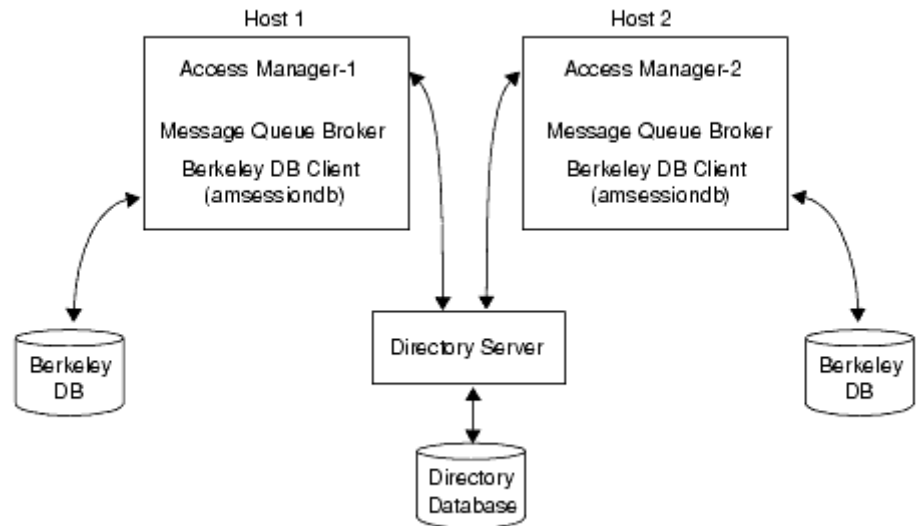 Host 1
Host 2
Access Manager-1
Message Queue Broker
Berkeley DB Client
(amsessiondb)
Access Manager-2
Message Queue Broker
Berkeley DB Client
(amsessiondb)
Directory Server
Berkeley
DB
Berkeley
DB
Directory
Database